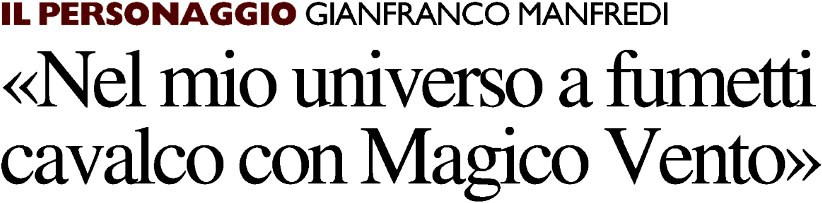 IL PERSONAGGIO GIANFRANCO MANFREDI
«Nel mio universo a fumetti
cavalco con Magico Vento»